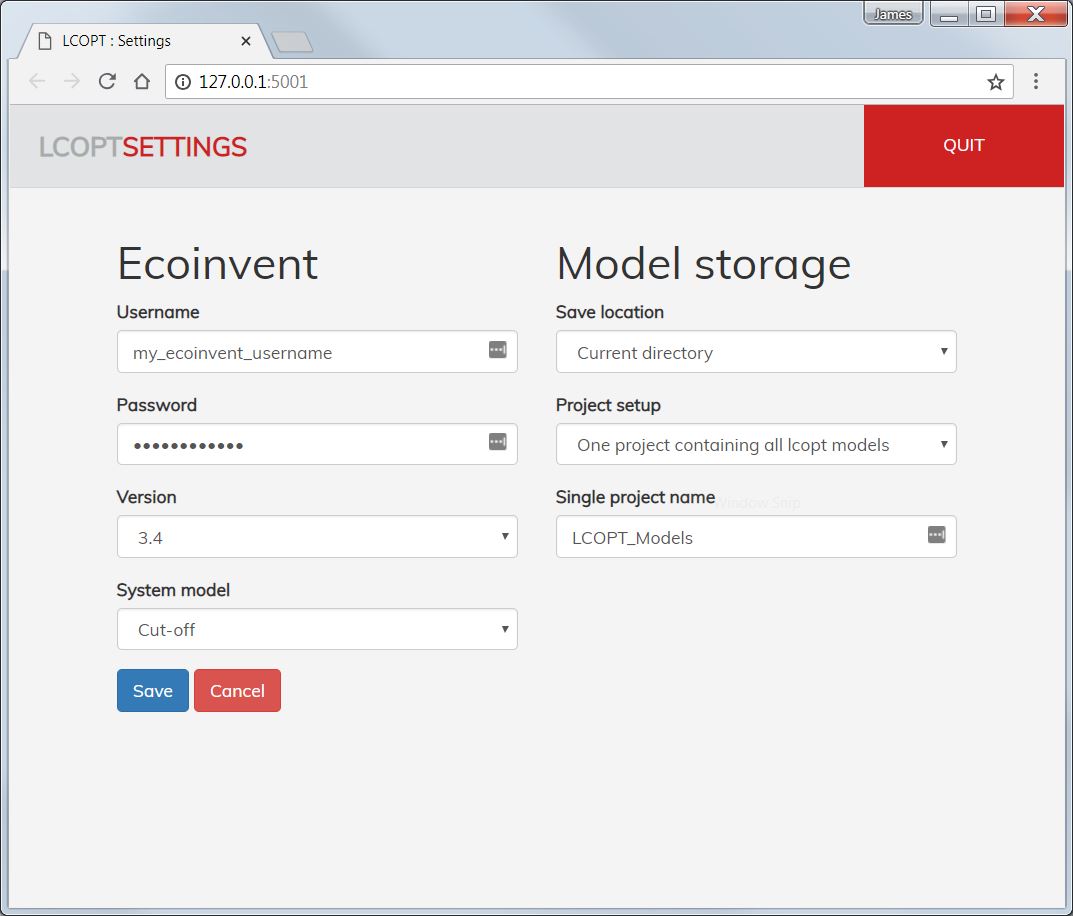 James
LCOPT : Settings
127.0.0.1:5001
LCOPTSETTINGS
QUIT
Ecoinvent
Username
my_ecoinvent_username
Password
••••••••••••
Version
3.4
System model
Cut-off
Save Cancel
Model storage
Save location
Current directory
Project setup
One project containing all lcopt models
Single project name
Window Snip
LCOPT_Models